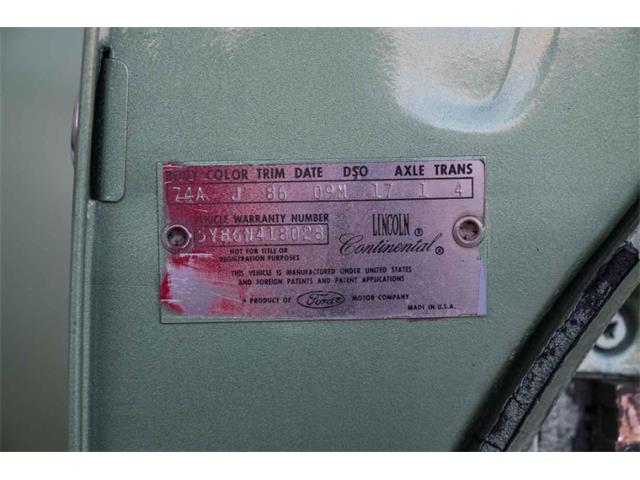 BODY COLOR TRIM DATE DSO AXLE TRANS
74A J 86 09M 17 1 4
VEHICLE WARRANTY NUMBER
5Y86N418028
NOT FOR TITLE OR
REGISTRATION PURPOSES
LINCOLN®
Continental®
THIS VEHICLE IS MANUFACTURED UNDER UNITED STATES
AND FOREIGN PATENTS AND PATENT APPLICATIONS
A PRODUCT OF Ford MOTOR COMPANY
MADE IN U.S.A.